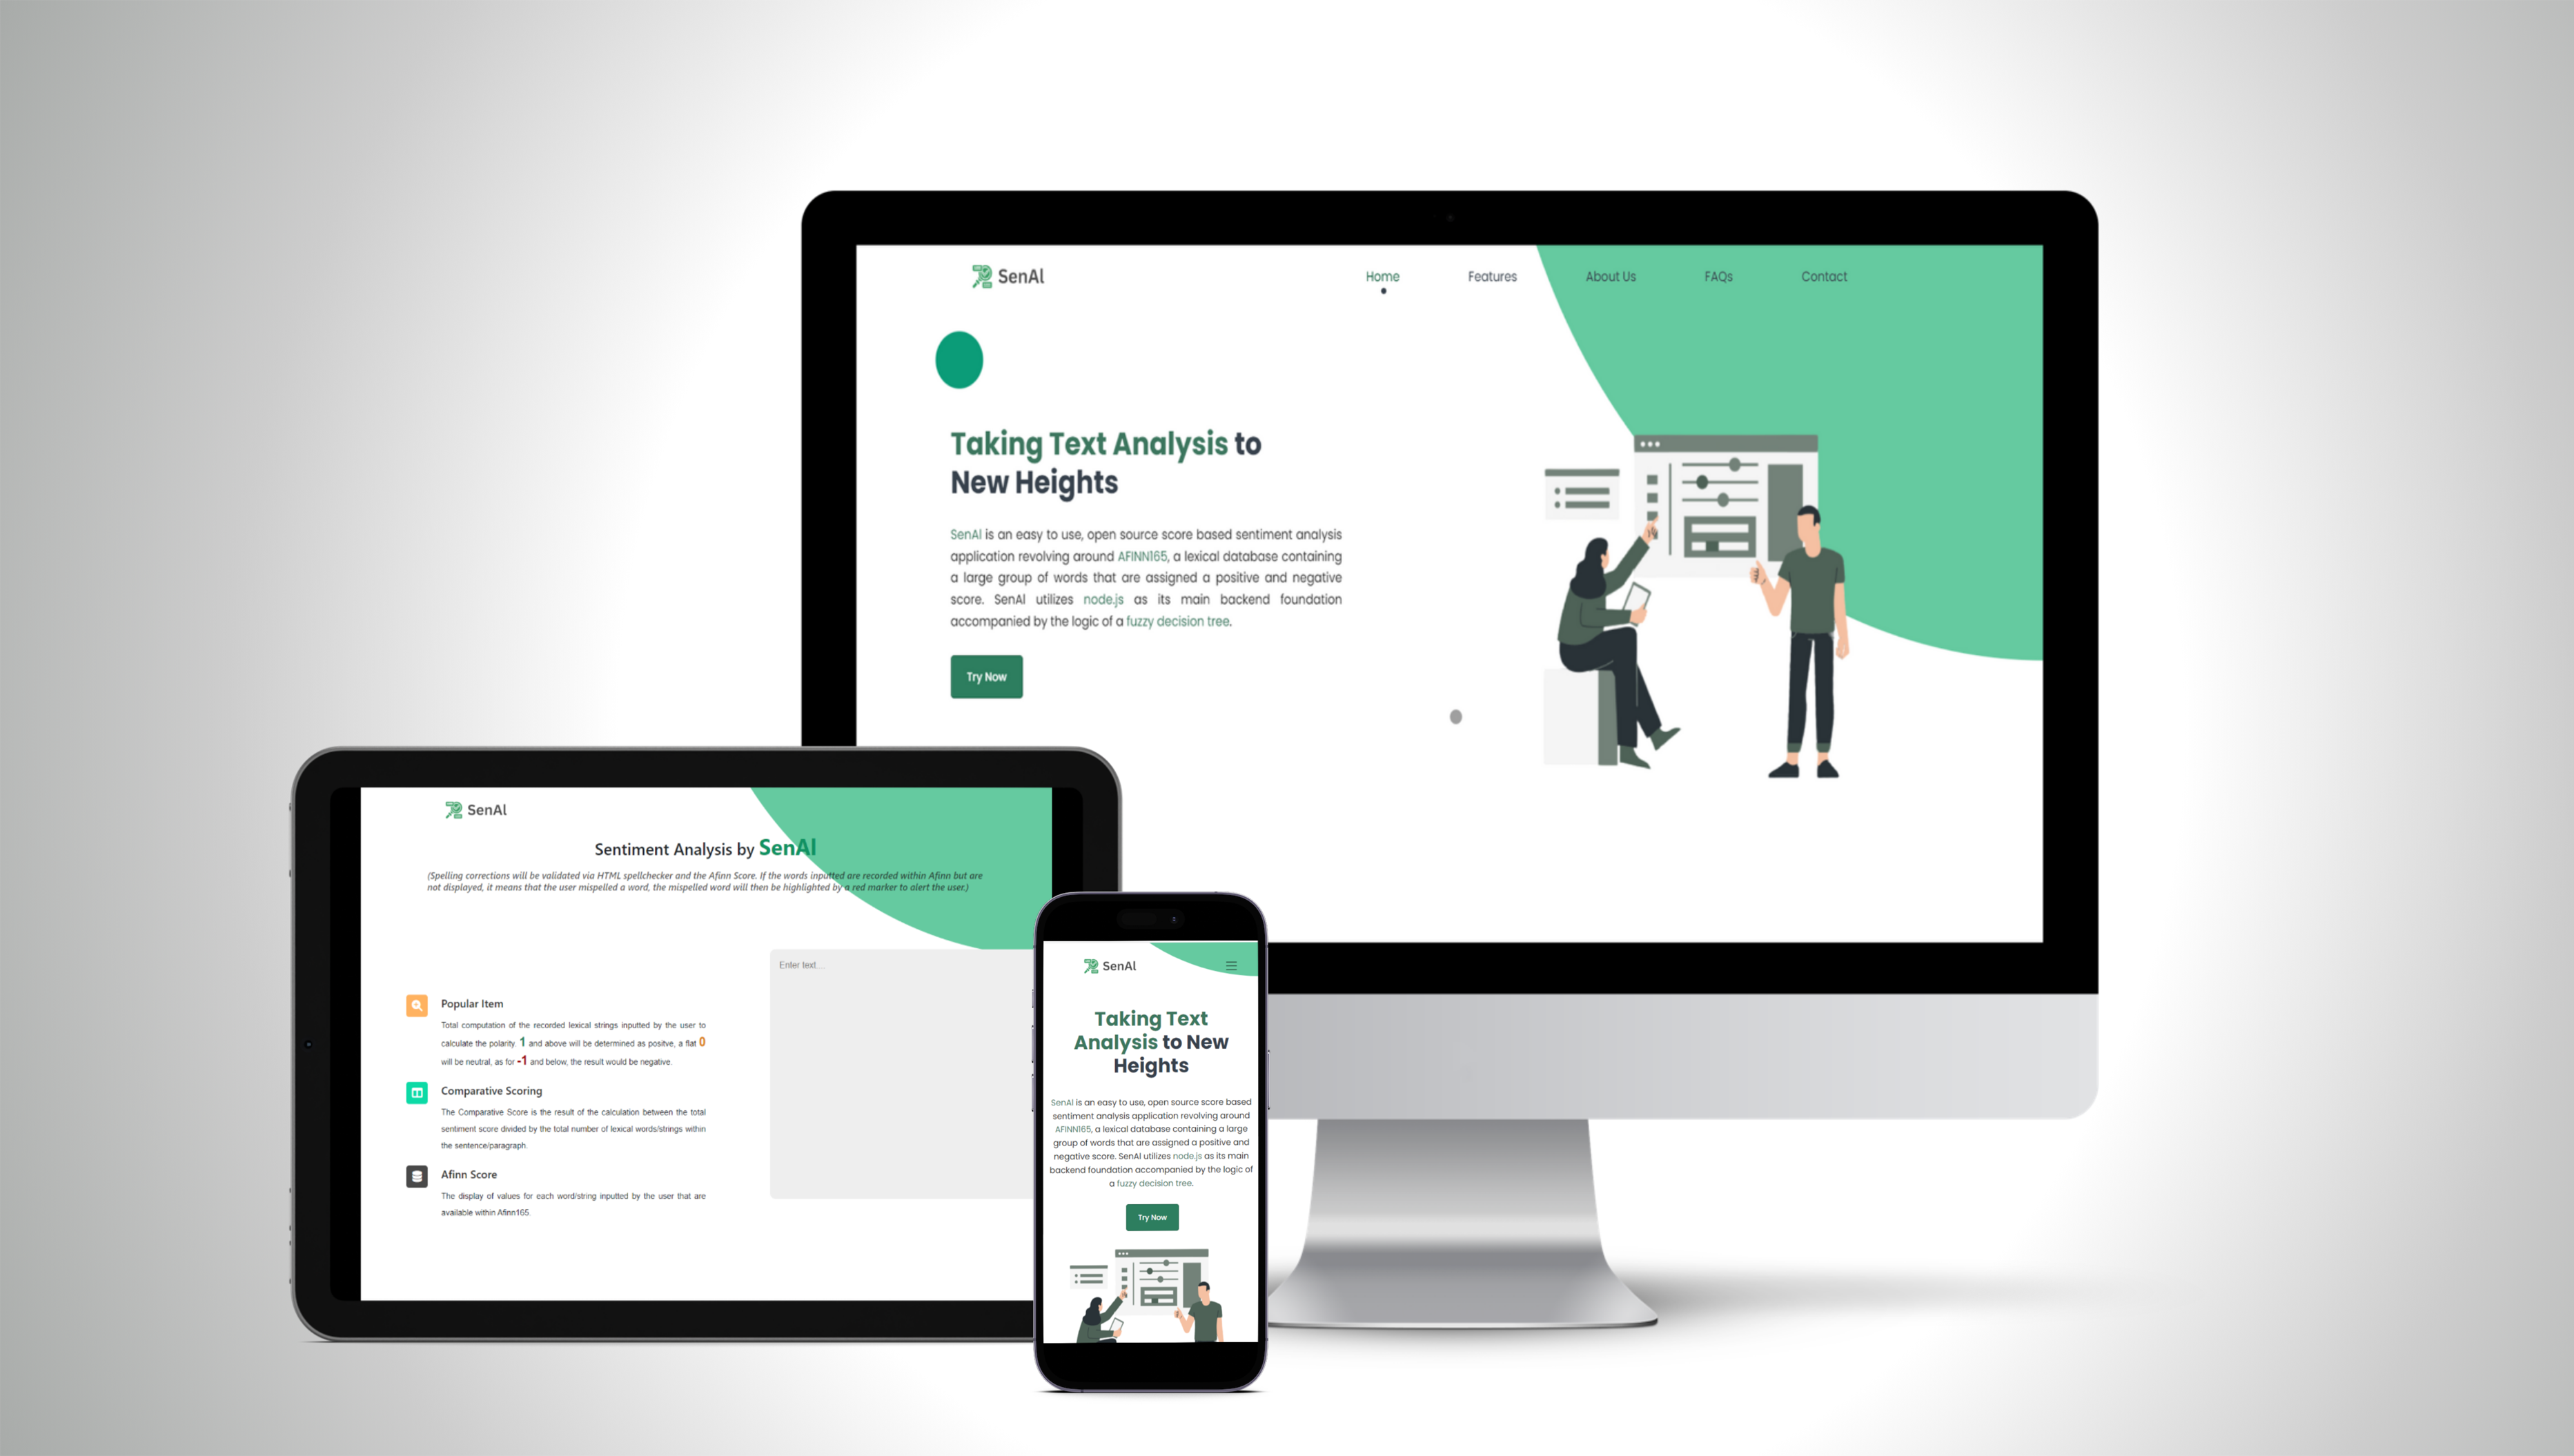 SenAl
Home Features About Us FAQs Contact
Taking Text Analysis to
New Heights
SenAl is an easy to use, open source score based sentiment analysis
application revolving around AFINN165, a lexical database containing
a large group of words that are assigned a positive and negative
score. SenAl utilizes node.js as its main backend foundation
accompanied by the logic of a fuzzy decision tree.
Try Now
SenAl
Sentiment Analysis by SenAl
(Spelling corrections will be validated via HTML spellchecker and the Afinn Score. If the words inputted are recorded within Afinn but are
not displayed, it means that the user mispelled a word, the mispelled word will then be highlighted by a red marker to alert the user.)
Enter text...
Popular Item
Total computation of the recorded lexical strings inputted by the user to
calculate the polarity. 1 and above will be determined as positve, a flat 0
will be neutral, as for -1 and below, the result would be negative.
Comparative Scoring
The Comparative Score is the result of the calculation between the total
sentiment score divided by the total number of lexical words/strings within
the sentence/paragraph.
Afinn Score
The display of values for each word/string inputted by the user that are
available within Afinn165.
SenAl
Taking Text
Analysis to New
Heights
SenAl is an easy to use, open source score based
sentiment analysis application revolving around
AFINN165, a lexical database containing a large
group of words that are assigned a positive and
negative score. SenAl utilizes node.js as its main
backend foundation accompanied by the logic of
a fuzzy decision tree.
Try Now